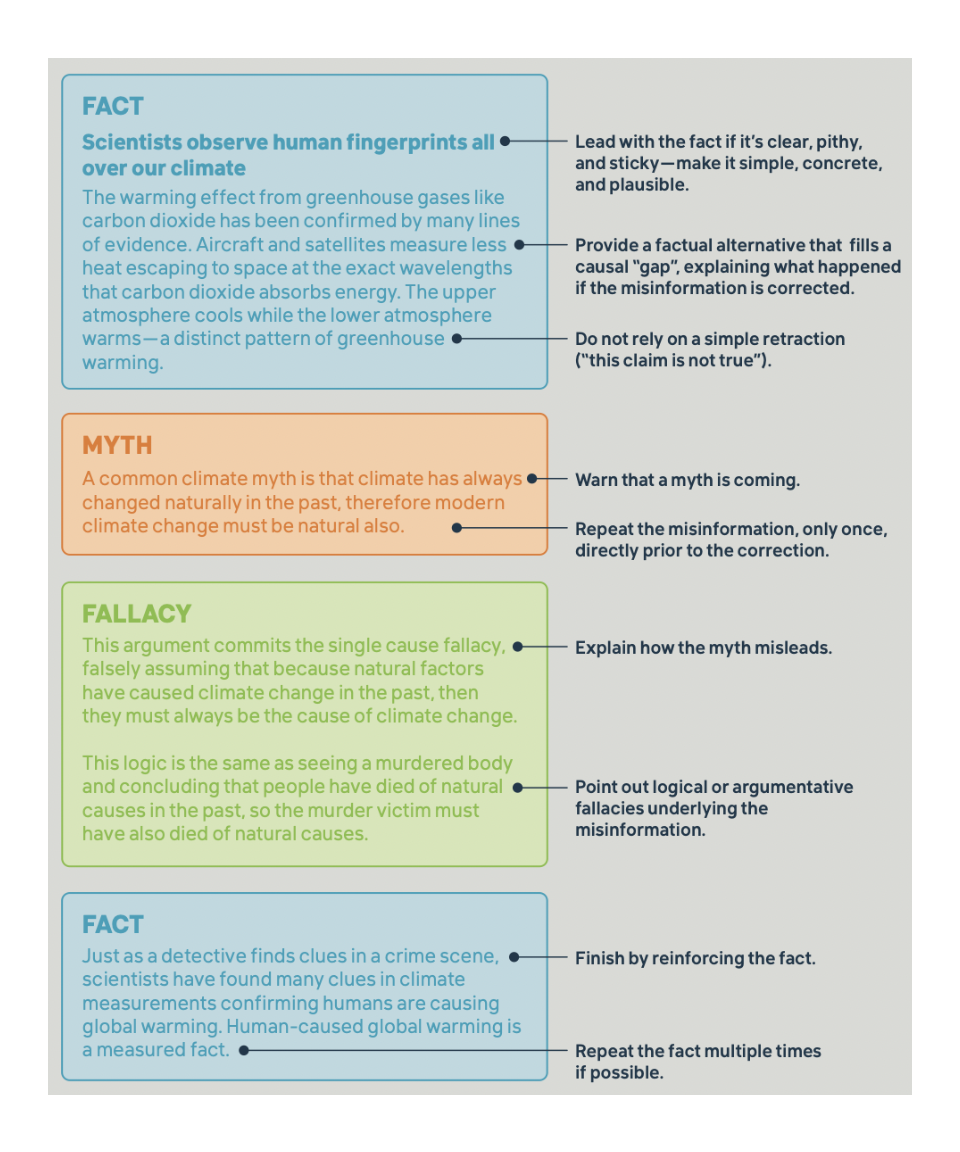 FACT
Scientists observe human fingerprints all
over our climate
The warming effect from greenhouse gases like
carbon dioxide has been confirmed by many lines
of evidence. Aircraft and satellites measure less
heat escaping to space at the exact wavelengths
that carbon dioxide absorbs energy. The upper
atmosphere cools while the lower atmosphere
warms—a distinct pattern of greenhouse
warming.
Lead with the fact if it's clear, pithy,
and sticky—make it simple, concrete,
and plausible.
Provide a factual alternative that fills a
causal "gap", explaining what happened
if the misinformation is corrected.
Do not rely on a simple retraction
("this claim is not true").
MYTH
A common climate myth is that climate has always
changed naturally in the past, therefore modern
climate change must be natural also.
Warn that a myth is coming.
Repeat the misinformation, only once,
directly prior to the correction.
FALLACY
This argument commits the single cause fallacy,
falsely assuming that because natural factors
have caused climate change in the past, then
they must always be the cause of climate change.
This logic is the same as seeing a murdered body
and concluding that people have died of natural
causes in the past, so the murder victim must
have also died of natural causes.
Explain how the myth misleads.
Point out logical or argumentative
fallacies underlying the
misinformation.
FACT
Just as a detective finds clues in a crime scene,
scientists have found many clues in climate
measurements confirming humans are causing
global warming. Human-caused global warming is
a measured fact.
Finish by reinforcing the fact.
Repeat the fact multiple times
if possible.